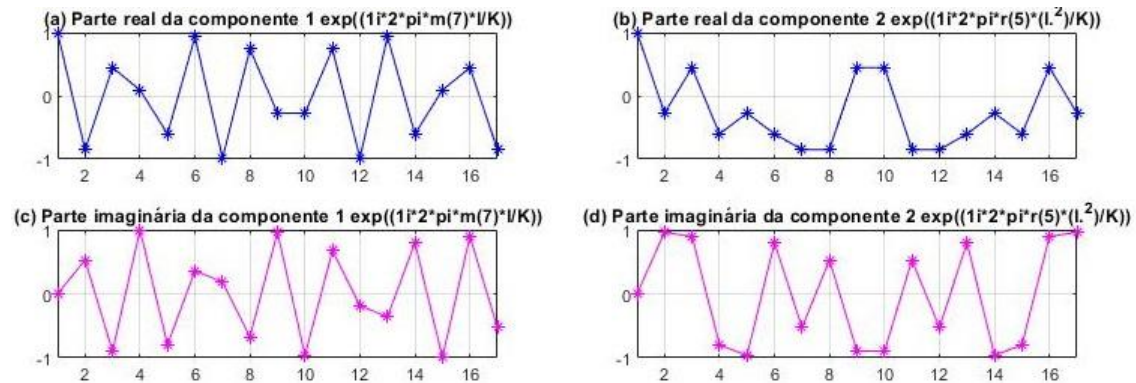 (a) Parte real da componente 1 exp((1i*2*pi*m(7)*l/K))
(b) Parte real da componente 2 exp((1i*2*pi*r(5)*(l.^2)/K))
1
0
-1
2 4 6 8 10 12 14 16
1
0
-1
2 4 6 8 10 12 14 16
(c) Parte imaginária da componente 1 exp((1i*2*pi*m(7)*l/K))
(d) Parte imaginária da componente 2 exp((1i*2*pi*r(5)*(l.^2)/K))
1
0
-1
2 4 6 8 10 12 14 16
1
0
-1
2 4 6 8 10 12 14 16